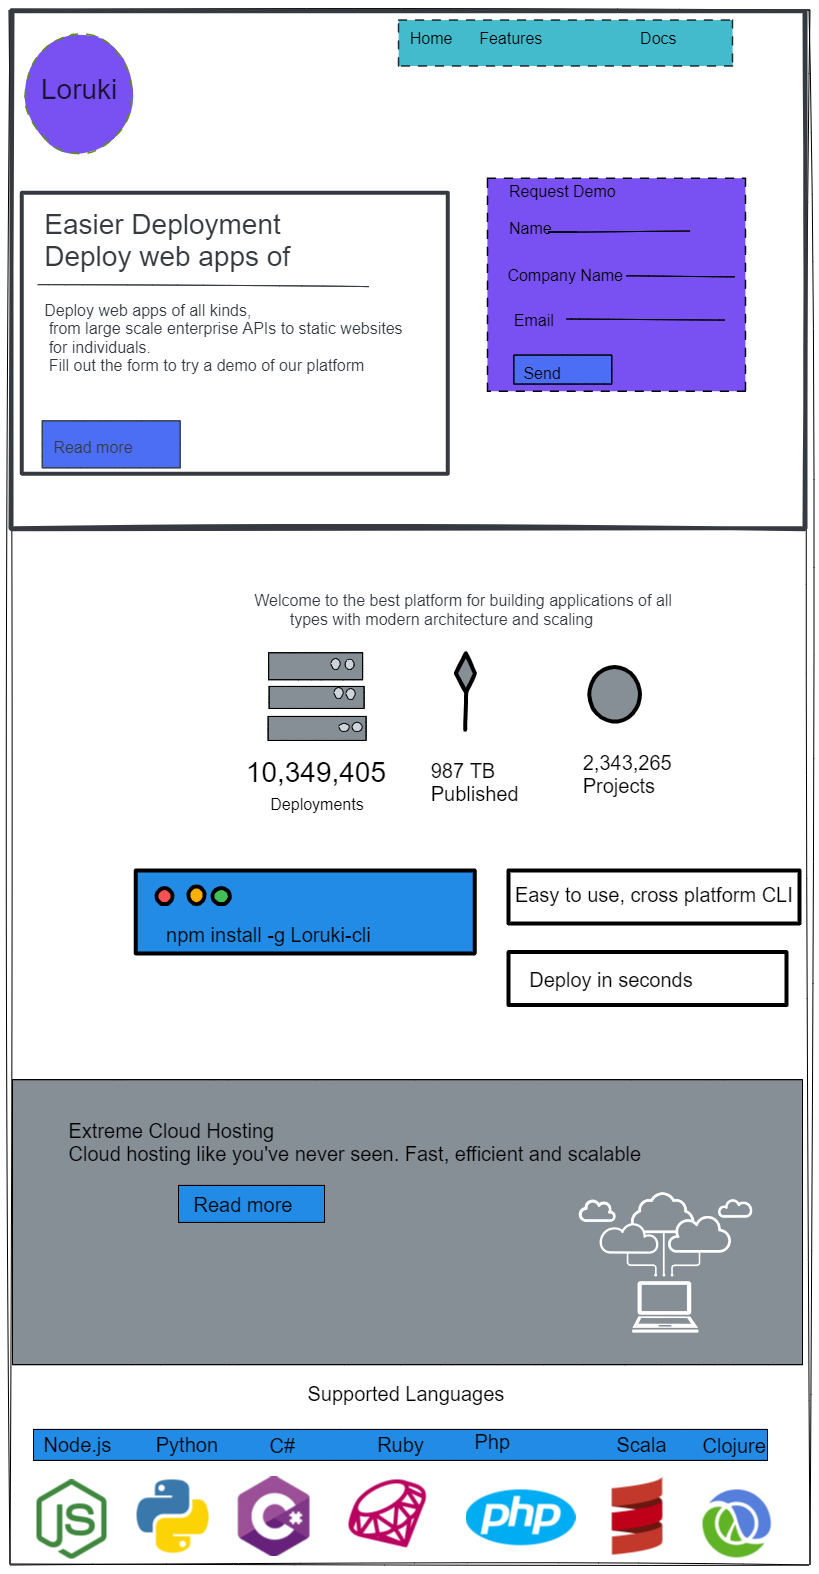 Home Features Docs
Loruki
Easier Deployment
Deploy web apps of
Deploy web apps of all kinds,
from large scale enterprise APIs to static websites
for individuals.
Fill out the form to try a demo of our platform
Read more
Request Demo
Name
Company Name
Email
Send
Welcome to the best platform for building applications of all
types with modern architecture and scaling
10,349,405
Deployments
987 TB
Published
2,343,265
Projects
npm install -g Loruki-cli
Easy to use, cross platform CLI
Deploy in seconds
Extreme Cloud Hosting
Cloud hosting like you've never seen. Fast, efficient and scalable
Read more
Supported Languages
Node.js Python C# Ruby Php Scala Clojure
JS C# php